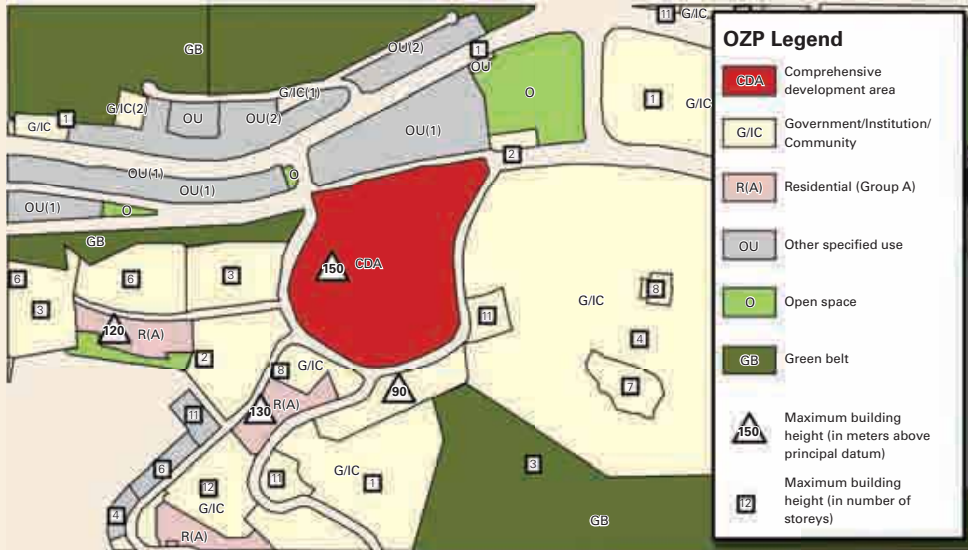 11
G/IC
OZP Legend
CDA
Comprehensive
development area
G/IC
Government/Institution/
Community
R(A)
Residential (Group A)
OU
Other specified use
O
Open space
GB
Green belt
150
Maximum building
height (in meters above
principal datum)
12
Maximum building
height (in number of
storeys)
GB
OU(2)
1
OU
G/IC(1)
O
1
G/IC
G/IC(2)
G/IC
1
OU
OU(2)
OU(1)
2
OU(1)
OU(1)
O
OU(1)
O
GB
6
6
3
3
150
CDA
G/IC
8
11
4
120
R(A)
2
8
G/IC
90
7
R(A)
130
11
6
G/IC
11
1
3
12
G/IC
4
R(A)
GB